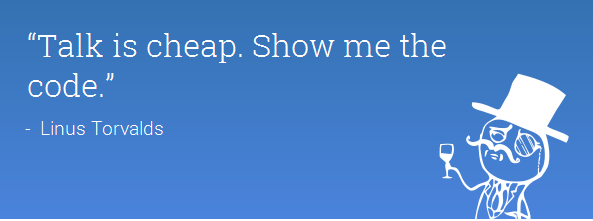 “Talk is cheap. Show me the
code.”
- Linus Torvalds